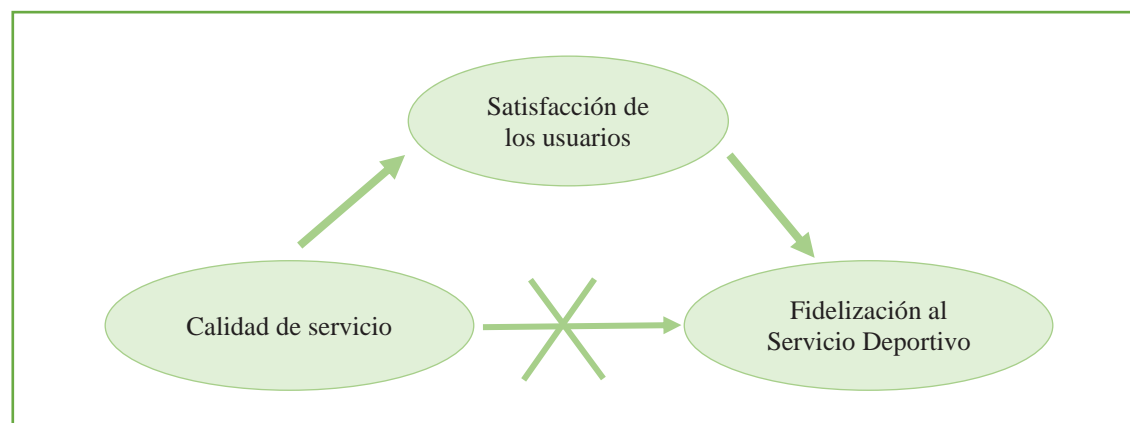 Satisfacción de
los usuarios
Calidad de servicio
Fidelización al
Servicio Deportivo